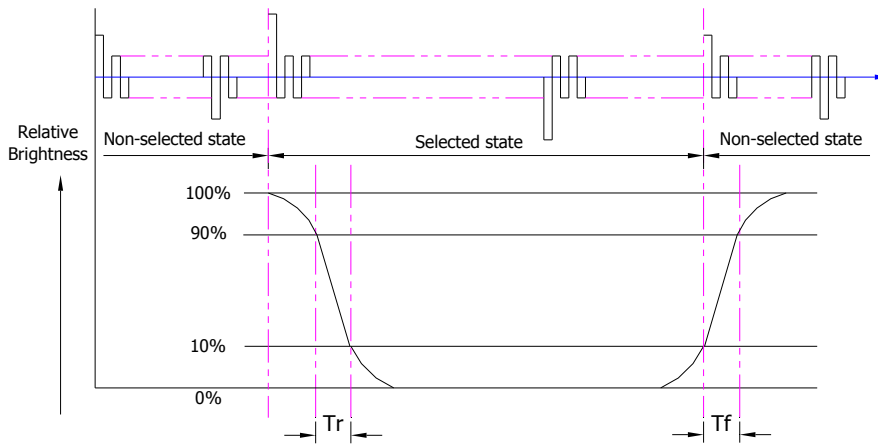 Relative
Brightness
Non-selected state
Selected state
Non-selected state
100%
90%
10%
0%
Tr
Tf